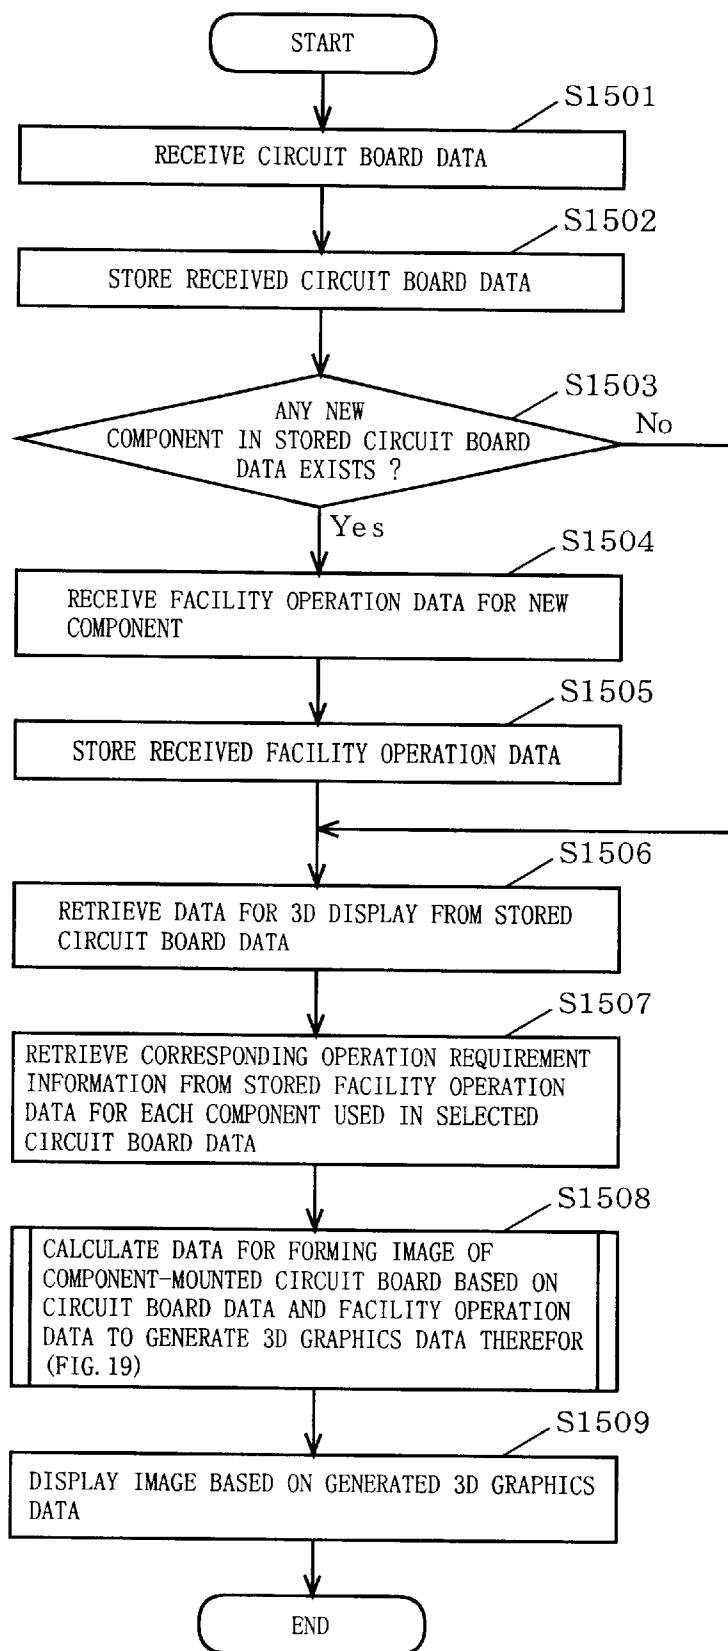 START
S1501
RECEIVE CIRCUIT BOARD DATA
S1502
STORE RECEIVED CIRCUIT BOARD DATA
S1503
ANY NEW
COMPONENT IN STORED CIRCUIT BOARD
DATA EXISTS ?
No
Yes
S1504
RECEIVE FACILITY OPERATION DATA FOR NEW
COMPONENT
S1505
STORE RECEIVED FACILITY OPERATION DATA
S1506
RETRIEVE DATA FOR 3D DISPLAY FROM STORED
CIRCUIT BOARD DATA
S1507
RETRIEVE CORRESPONDING OPERATION REQUIREMENT
INFORMATION FROM STORED FACILITY OPERATION
DATA FOR EACH COMPONENT USED IN SELECTED
CIRCUIT BOARD DATA
S1508
CALCULATE DATA FOR FORMING IMAGE OF
COMPONENT-MOUNTED CIRCUIT BOARD BASED ON
CIRCUIT BOARD DATA AND FACILITY OPERATION
DATA TO GENERATE 3D GRAPHICS DATA THEREFOR
(FIG. 19)
S1509
DISPLAY IMAGE BASED ON GENERATED 3D GRAPHICS
DATA
END